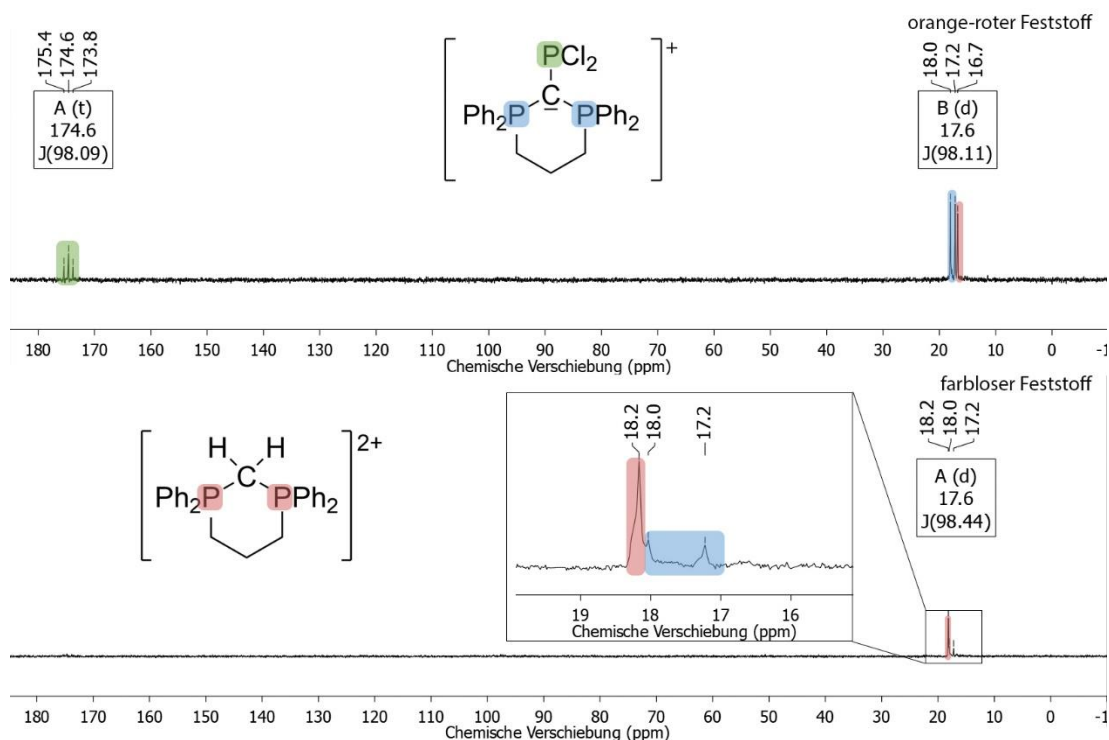 orange-roter Feststoff
175.4
174.6
173.8
A (t)
174.6
J(98.09)
[PCl2
C
Ph2P PPh2]+
18.0
17.2
16.7
B (d)
17.6
J(98.11)
180 170 160 150 140 130 120 110 100 90 80 70 60 50 40 30 20 10 0 -1
Chemische Verschiebung (ppm)
farbloser Feststoff
[H H
C
Ph2P PPh2]2+
18.2
18.0
17.2
19 18 17 16
Chemische Verschiebung (ppm)
18.2
18.0
17.2
A (d)
17.6
J(98.44)
180 170 160 150 140 130 120 110 100 90 80 70 60 50 40 30 20 10 0 -1
Chemische Verschiebung (ppm)